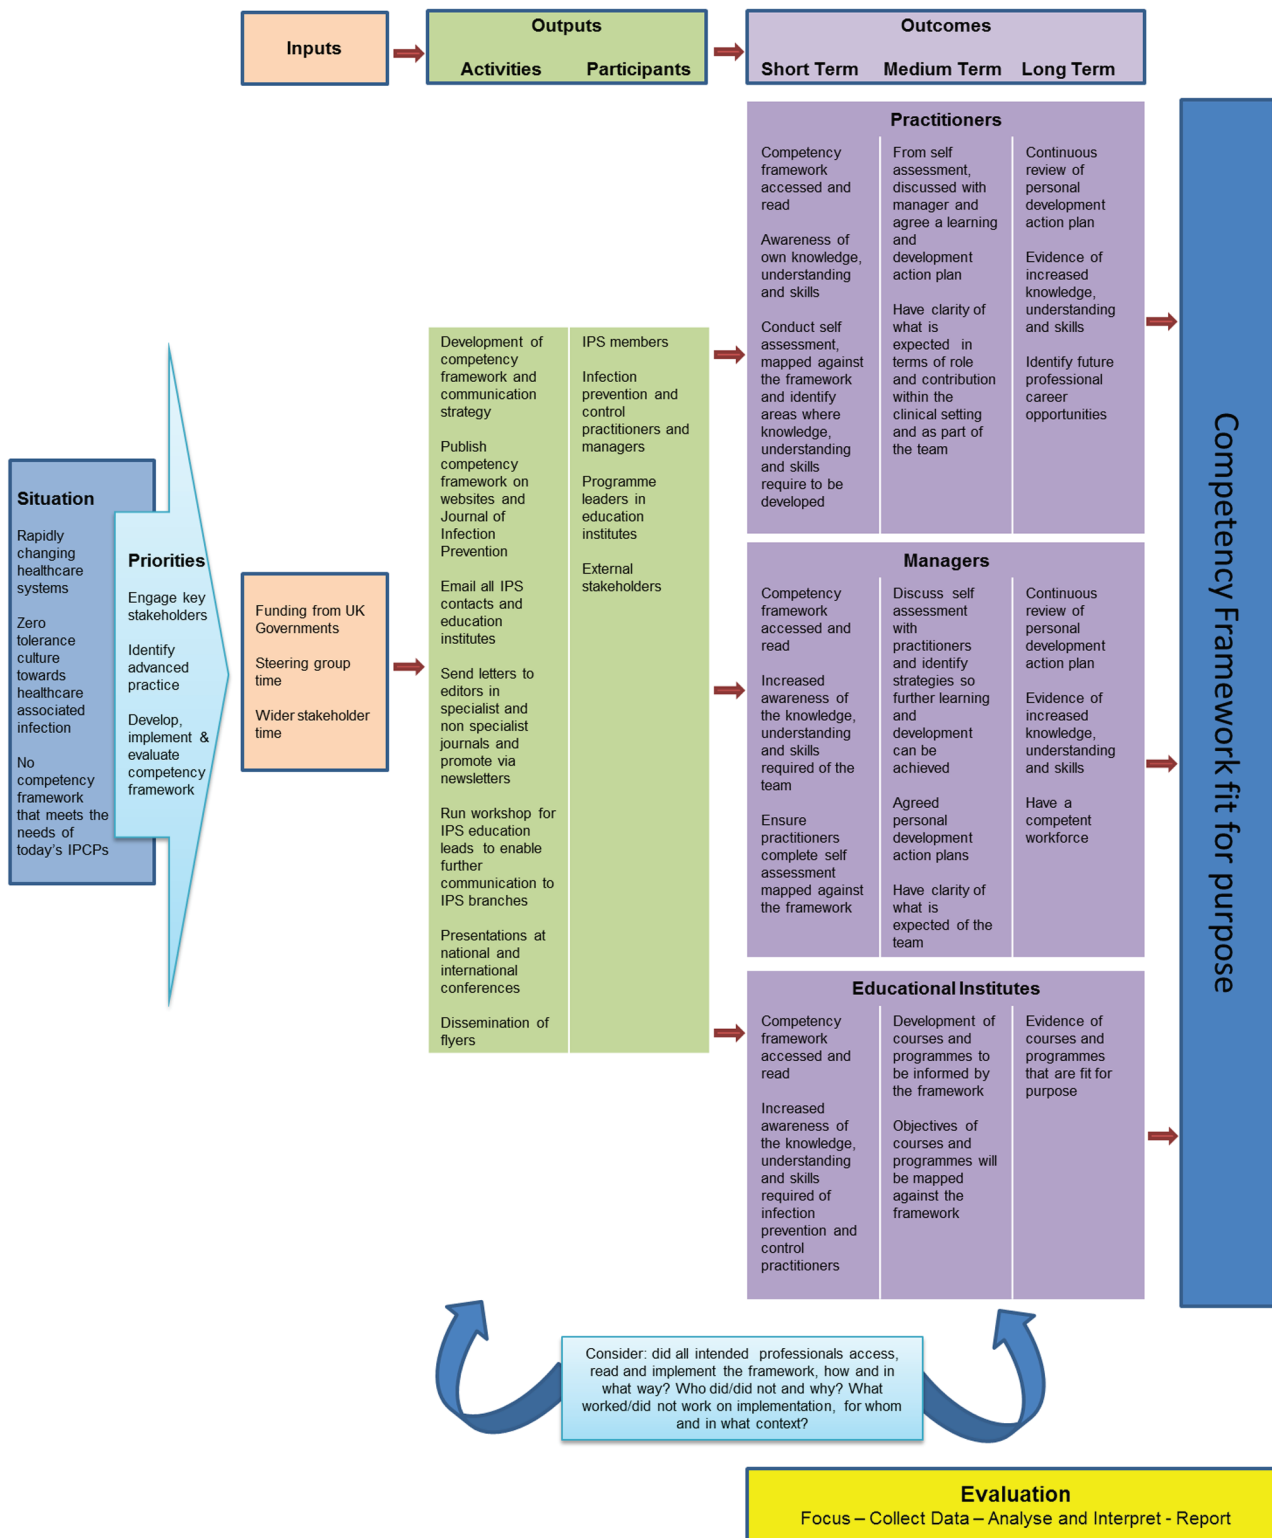 Inputs
Outputs
Activities
Participants
Outcomes
Short Term
Medium Term
Long Term
Situation
Rapidly
changing
healthcare
systems
Zero
tolerance
culture
towards
healthcare
associated
infection
No
competency
framework
that meets the
needs of
today's IPCPs
Priorities
Engage key
stakeholders
Identify
advanced
practice
Develop,
implement &
evaluate
competency
framework
Funding from UK
Governments
Steering group
time
Wider stakeholder
time
Development of
competency
framework and
communication
strategy
Publish
competency
framework on
websites and
Journal of
Infection
Prevention
Email all IPS
contacts and
education
institutes
Send letters to
editors in
specialist and
non specialist
journals and
promote via
newsletters
Run workshop for
IPS education
leads to enable
further
communication to
IPS branches
Presentations at
national and
international
conferences
Dissemination of
flyers
IPS members
Infection
prevention and
control
practitioners and
managers
Programme
leaders in
education
institutes
External
stakeholders
Practitioners
Competency
framework
accessed and
read
Awareness of
own knowledge,
understanding
and skills
Conduct self
assessment,
mapped against
the framework
and identify
areas where
knowledge,
understanding
and skills
require to be
developed
From self
assessment,
discussed with
manager and
agree a learning
and
development
action plan
Have clarity of
what is
expected in
terms of role
and contribution
within the
clinical setting
and as part of
the team
Continuous
review of
personal
development
action plan
Evidence of
increased
knowledge,
understanding
and skills
Identify future
professional
career
opportunities
Managers
Competency
framework
accessed and
read
Increased
awareness of
the knowledge,
understanding
and skills
required of the
team
Ensure
practitioners
complete self
assessment
mapped against
the framework
Discuss self
assessment
with
practitioners
and identify
strategies so
further learning
and
development
can be
achieved
Agreed
personal
development
action plans
Have clarity of
what is
expected of the
team
Continuous
review of
personal
development
action plan
Evidence of
increased
knowledge,
understanding
and skills
Have a
competent
workforce
Educational Institutes
Competency
framework
accessed and
read
Increased
awareness of
the knowledge,
understanding
and skills
required of
infection
prevention and
control
practitioners
Development of
courses and
programmes to
be informed by
the framework
Objectives of
courses and
programmes will
be mapped
against the
framework
Evidence of
courses and
programmes
that are fit for
purpose
Competency Framework fit for purpose
Consider: did all intended professionals access,
read and implement the framework, how and in
what way? Who did/did not and why? What
worked/did not work on implementation, for whom
and in what context?
Evaluation
Focus – Collect Data – Analyse and Interpret - Report